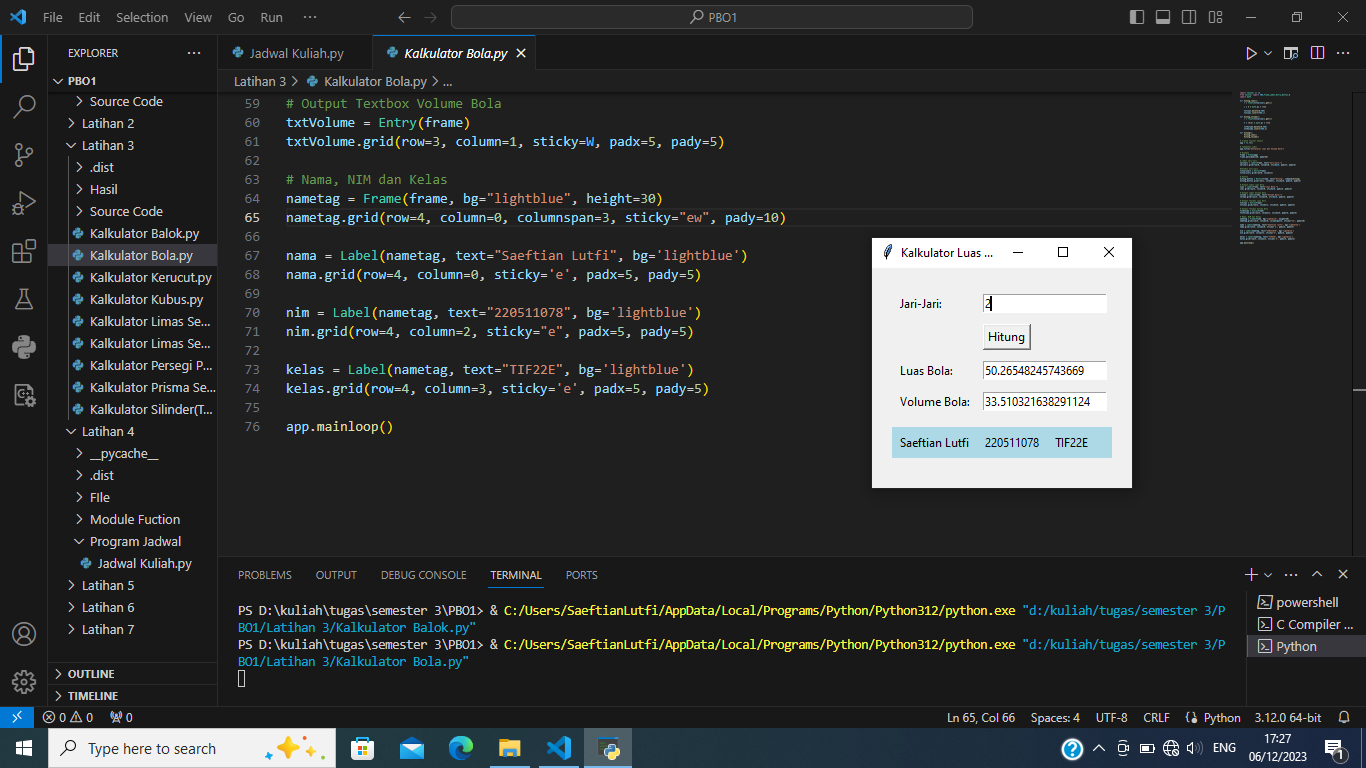 File Edit Selection View Go Run ··· PBO1
EXPLORER ···
PBO1
Source Code
Latihan 2
Latihan 3
.dist
Hasil
Source Code
Kalkulator Balok.py
Kalkulator Bola.py
Kalkulator Kerucut.py
Kalkulator Kubus.py
Kalkulator Limas Se...
Kalkulator Limas Se...
Kalkulator Persegi P...
Kalkulator Prisma Se...
Kalkulator Silinder(T...
Latihan 4
__pycache__
.dist
FIle
Module Fuction
Program Jadwal
Jadwal Kuliah.py
Latihan 5
Latihan 6
Latihan 7
OUTLINE
TIMELINE
Jadwal Kuliah.py Kalkulator Bola.py
Latihan 3 > Kalkulator Bola.py > ...
59 # Output Textbox Volume Bola
60 txtVolume = Entry(frame)
61 txtVolume.grid(row=3, column=1, sticky=W, padx=5, pady=5)
62
63 # Nama, NIM dan Kelas
64 nametag = Frame(frame, bg="lightblue", height=30)
65 nametag.grid(row=4, column=0, columnspan=3, sticky="ew", pady=10)
66
67 nama = Label(nametag, text="Saeftian Lutfi", bg='lightblue')
68 nama.grid(row=4, column=0, sticky='e', padx=5, pady=5)
69
70 nim = Label(nametag, text="220511078", bg='lightblue')
71 nim.grid(row=4, column=2, sticky="e", padx=5, pady=5)
72
73 kelas = Label(nametag, text="TIF22E", bg='lightblue')
74 kelas.grid(row=4, column=3, sticky='e', padx=5, pady=5)
75
76 app.mainloop()
Kalkulator Luas ...
Jari-Jari: 2
Hitung
Luas Bola: 50.26548245743669
Volume Bola: 33.510321638291124
Saeftian Lutfi 220511078 TIF22E
PROBLEMS OUTPUT DEBUG CONSOLE TERMINAL PORTS
PS D:\kuliah\tugas\semester 3\PBO1> & C:/Users/SaeftianLutfi/AppData/Local/Programs/Python/Python312/python.exe "d:/kuliah/tugas/semester 3/P
BO1/Latihan 3/Kalkulator Balok.py"
PS D:\kuliah\tugas\semester 3\PBO1> & C:/Users/SaeftianLutfi/AppData/Local/Programs/Python/Python312/python.exe "d:/kuliah/tugas/semester 3/P
BO1/Latihan 3/Kalkulator Bola.py"
powershell
C Compiler ...
Python
0 0 0 Ln 65, Col 66 Spaces: 4 UTF-8 CRLF Python 3.12.0 64-bit
Type here to search
ENG
17:27
06/12/2023
1